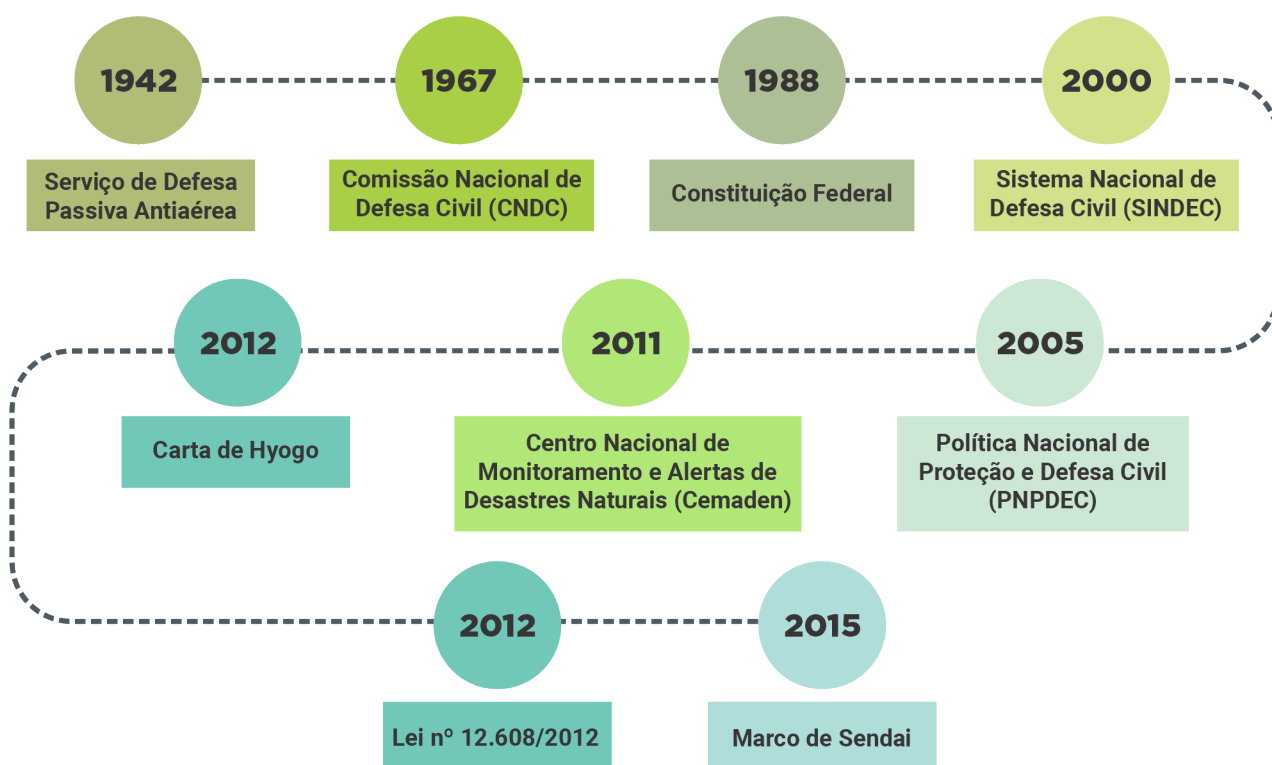 1942
Serviço de Defesa
Passiva Antiaérea
1967
Comissão Nacional de
Defesa Civil (CNDC)
1988
Constituição Federal
2000
Sistema Nacional de
Defesa Civil (SINDEC)
2005
Política Nacional de
Proteção e Defesa Civil
(PNPDEC)
2011
Centro Nacional de
Monitoramento e Alertas de
Desastres Naturais (Cemaden)
2012
Carta de Hyogo
2012
Lei nº 12.608/2012
2015
Marco de Sendai